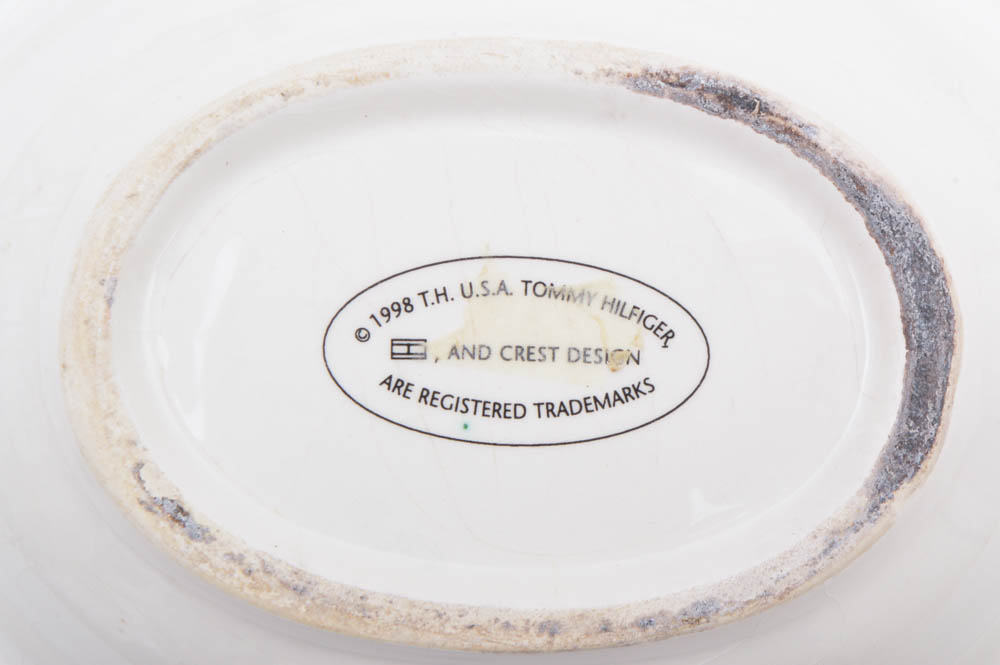 © 1998 T.H. U.S.A. TOMMY HILFIGER,
, AND CREST DESIGN
ARE REGISTERED TRADEMARKS